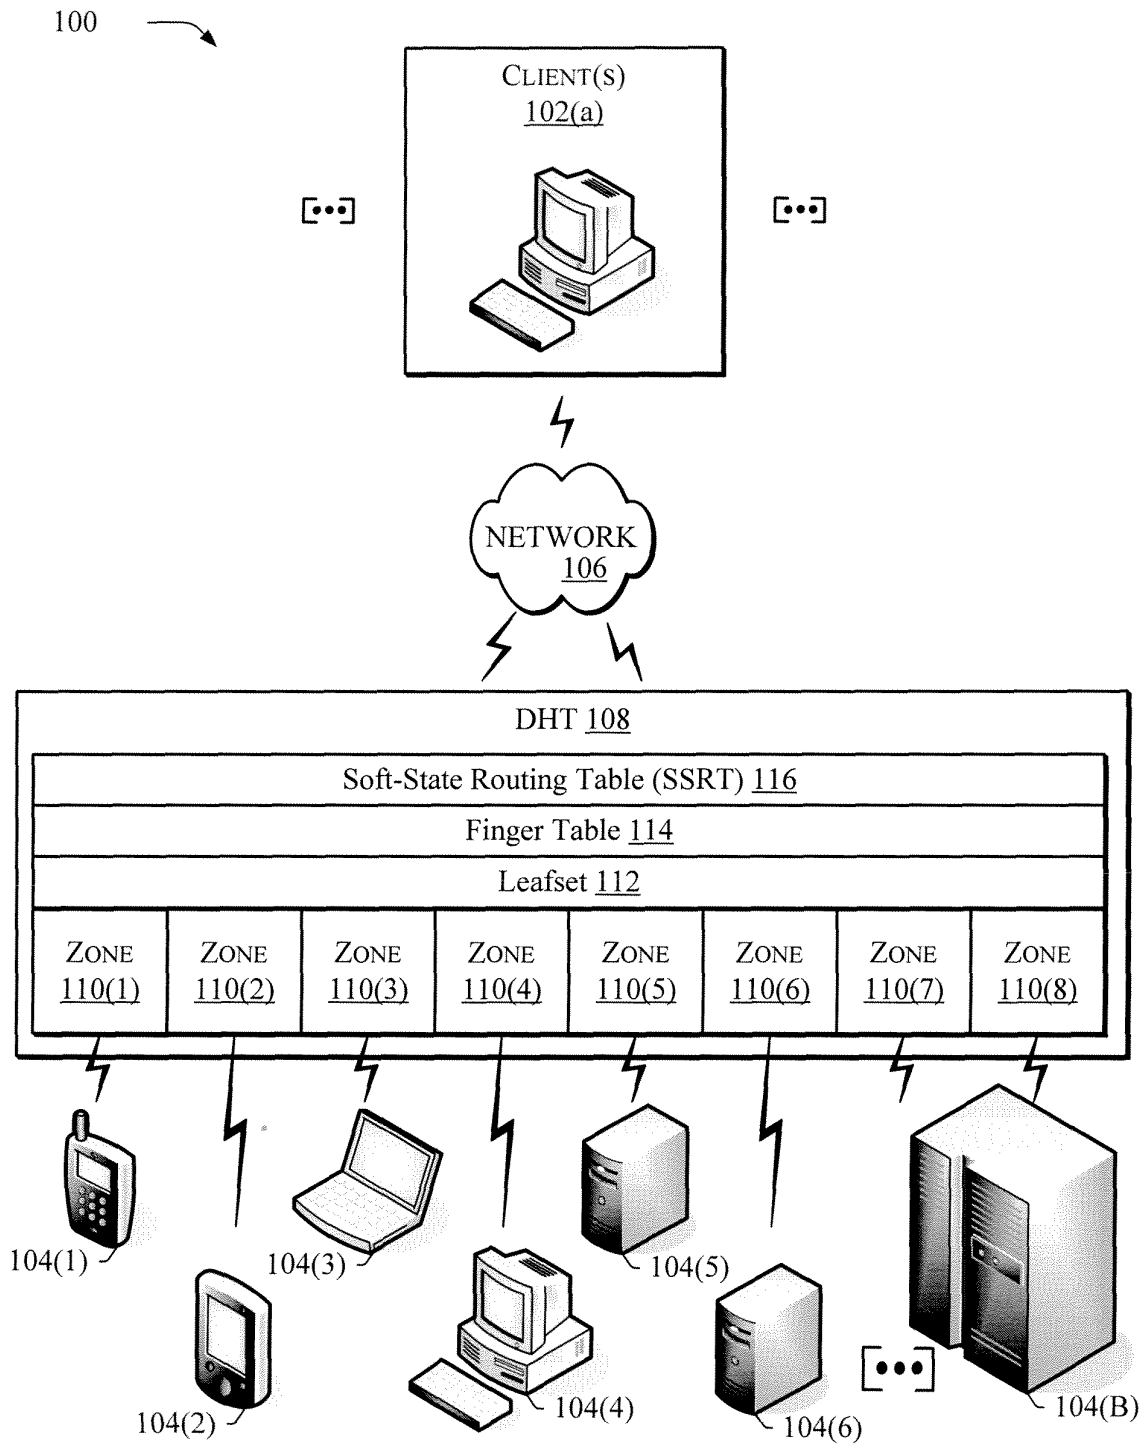 100
CLIENT(S)
102(a)
[•••]
[•••]
NETWORK
106
DHT 108
Soft-State Routing Table (SSRT) 116
Finger Table 114
Leafset 112
ZONE ZONE ZONE ZONE ZONE ZONE ZONE ZONE
110(1) 110(2) 110(3) 110(4) 110(5) 110(6) 110(7) 110(8)
104(1)
104(3)
104(5)
[•••]
104(2)
104(4)
104(6)
104(B)